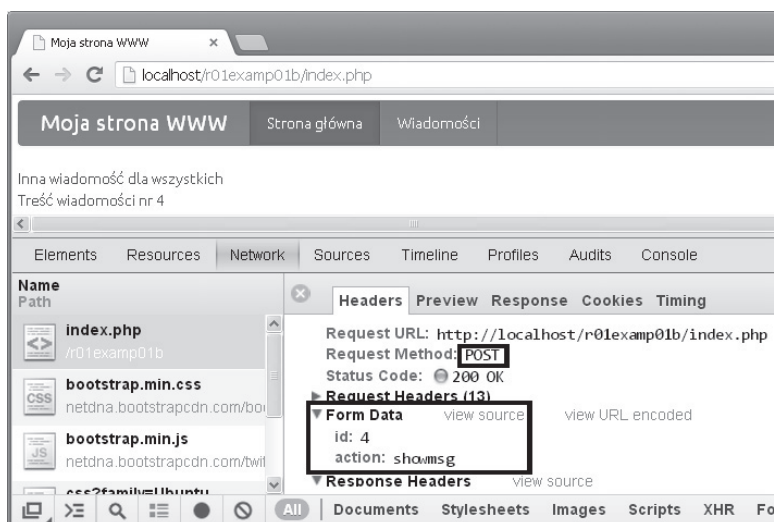 Moja strona WWW ×
localhost/r01examp01b/index.php
Moja strona WWW Strona główna Wiadomości
Inna wiadomość dla wszystkich
Treść wiadomości nr 4
Elements Resources Network Sources Timeline Profiles Audits Console
Name
Path
index.php
/r01examp01b
bootstrap.min.css
netdna.bootstrapcdn.com/boo
bootstrap.min.js
netdna.bootstrapcdn.com/twit
css?family=Ubuntu
Headers Preview Response Cookies Timing
Request URL: http://localhost/r01examp01b/index.php
Request Method: POST
Status Code: 200 OK
Request Headers (13)
Form Data view source view URL encoded
id: 4
action: showmsg
Response Headers view source
All Documents Stylesheets Images Scripts XHR Fo